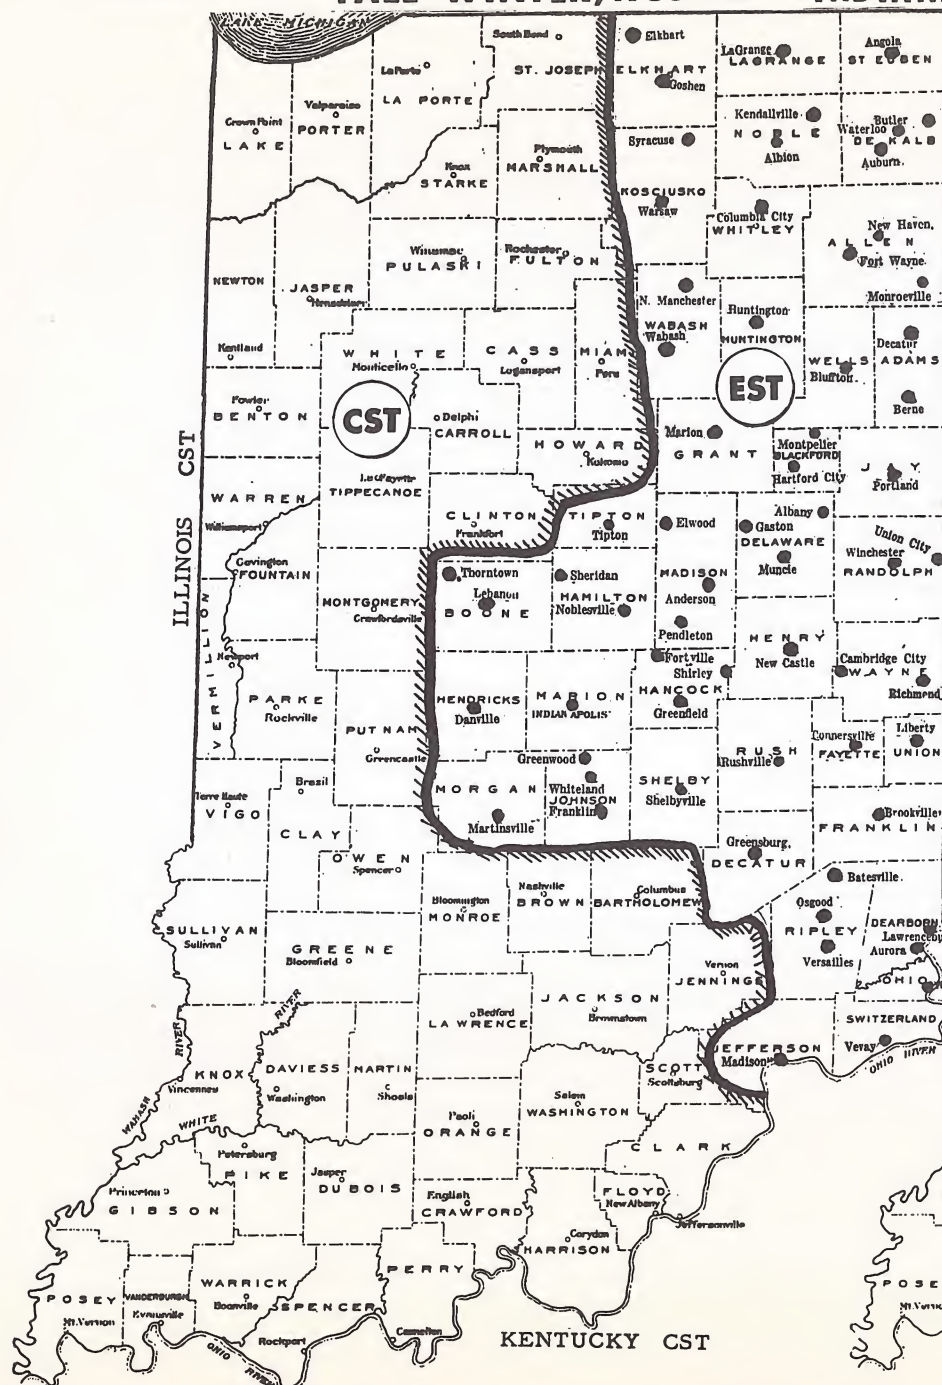 LAKE MICHIGAN
South Bend
Elkhart
LaGrange
Angola
LaPorte
ST. JOSEPH
ELKHART
LAGRANGE
STEUBEN
Goshen
LA PORTE
Valparaiso
PORTER
Kendallville
Butler
Crown Point
LAKE
NOBLE
Waterloo
DE KALB
Syracuse
Albion
Auburn
Plymouth
MARSHALL
Knox
STARKE
KOSCIUSKO
Warsaw
Columbia City
WHITLEY
New Haven
ALLEN
Winamac
PULASKI
Rochester
FULTON
Fort Wayne
NEWTON
JASPER
Rensselaer
N. Manchester
Monroeville
Huntington
WABASH
Wabash
HUNTINGTON
Decatur
Kentland
WHITE
Monticello
CASS
Logansport
MIAMI
Peru
WELLS
ADAMS
Bluffton
EST
Fowler
BENTON
CST
Delphi
CARROLL
Berne
Marion
GRANT
Montpelier
BLACKFORD
HOWARD
Kokomo
Hartford City
JAY
Portland
ILLINOIS CST
LaFayette
TIPPECANOE
WARREN
Williamsport
CLINTON
Frankfort
TIPTON
Tipton
Elwood
Albany
Gaston
DELAWARE
Muncie
Union City
Winchester
RANDOLPH
Covington
FOUNTAIN
Thorntown
Lebanon
BOONE
Sheridan
HAMILTON
Noblesville
MADISON
Anderson
MONTGOMERY
Crawfordsville
VERMILLION
Pendleton
HENRY
New Castle
Newport
Fortville
Shirley
Cambridge City
WAYNE
Richmond
PARKE
Rockville
HENDRICKS
Danville
MARION
INDIANAPOLIS
HANCOCK
Greenfield
PUTNAM
Greencastle
Connersville
FAYETTE
Liberty
UNION
Greenwood
RUSH
Rushville
Brazil
MORGAN
Whiteland
JOHNSON
Franklin
SHELBY
Shelbyville
Terre Haute
VIGO
Martinsville
Brookville
FRANKLIN
CLAY
OWEN
Spencer
Greensburg
DECATUR
Batesville
Nashville
BROWN
Columbus
BARTHOLOMEW
Bloomington
MONROE
Osgood
RIPLEY
Versailles
DEARBORN
Aurora
SULLIVAN
Sullivan
GREENE
Bloomfield
Vernon
JENNINGS
OHIO
JACKSON
Brownstown
RIVER
Bedford
LAWRENCE
SWITZERLAND
Vevay
JEFFERSON
Madison
OHIO RIVER
RIVER
KNOX
Vincennes
DAVIESS
Washington
MARTIN
Shoals
SCOTT
Scottsburg
Salem
WASHINGTON
WABASH
WHITE
Paoli
ORANGE
CLARK
Petersburg
PIKE
Jasper
DUBOIS
Princeton
GIBSON
English
CRAWFORD
FLOYD
New Albany
Jeffersonville
Corydon
HARRISON
PERRY
WARRICK
Boonville
POSEY
Mt. Vernon
VANDERBURGH
Evansville
SPENCER
Rockport
Cannelton
OHIO RIVER
KENTUCKY CST
POSE
Mt. Vernon